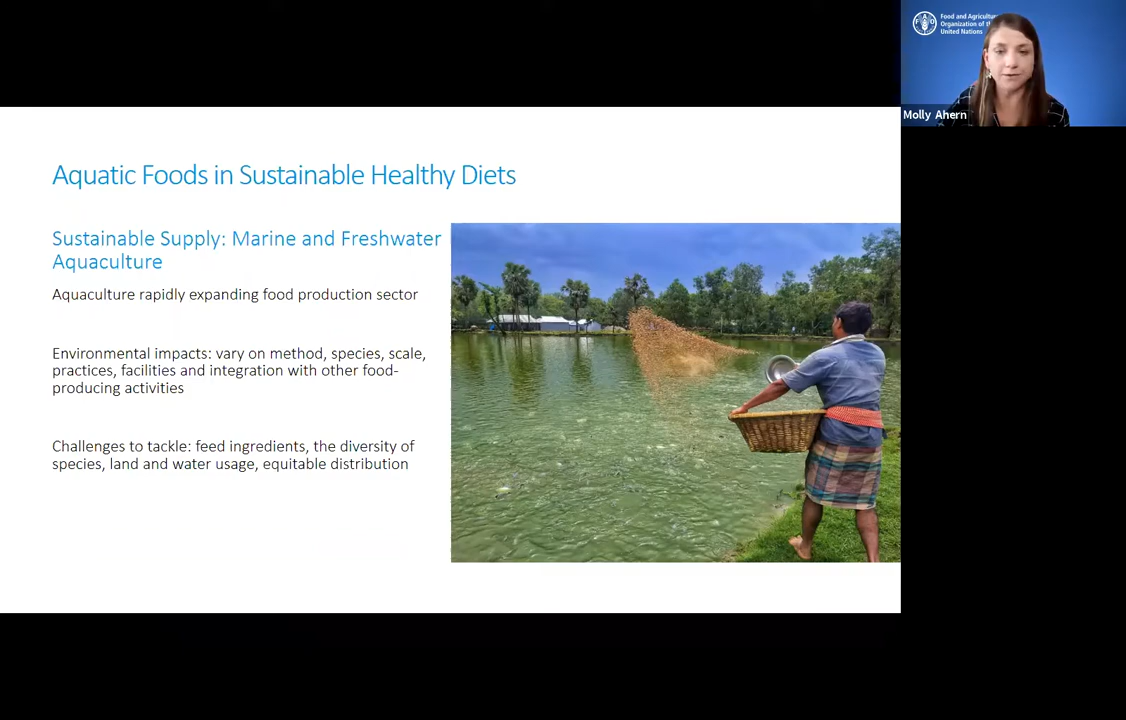 Food and Agriculture
Organization of the
United Nations
Molly Ahern
Aquatic Foods in Sustainable Healthy Diets
Sustainable Supply: Marine and Freshwater
Aquaculture
Aquaculture rapidly expanding food production sector
Environmental impacts: vary on method, species, scale,
practices, facilities and integration with other food-
producing activities
Challenges to tackle: feed ingredients, the diversity of
species, land and water usage, equitable distribution